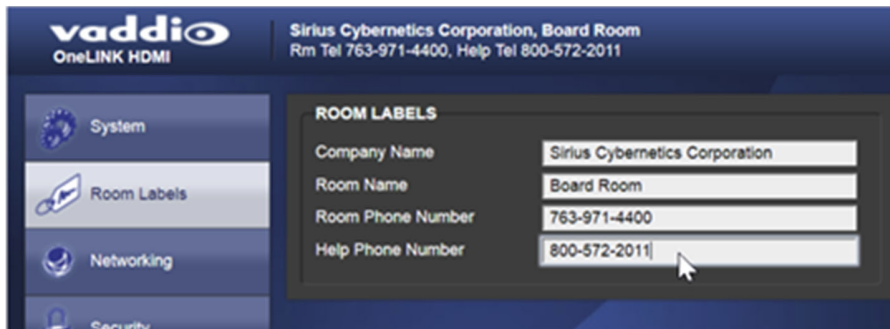 vaddio
OneLINK HDMI
Sirius Cybernetics Corporation, Board Room
Rm Tel 763-971-4400, Help Tel 800-572-2011
System
Room Labels
Networking
Security
ROOM LABELS
Company Name Sirius Cybernetics Corporation
Room Name Board Room
Room Phone Number 763-971-4400
Help Phone Number 800-572-2011